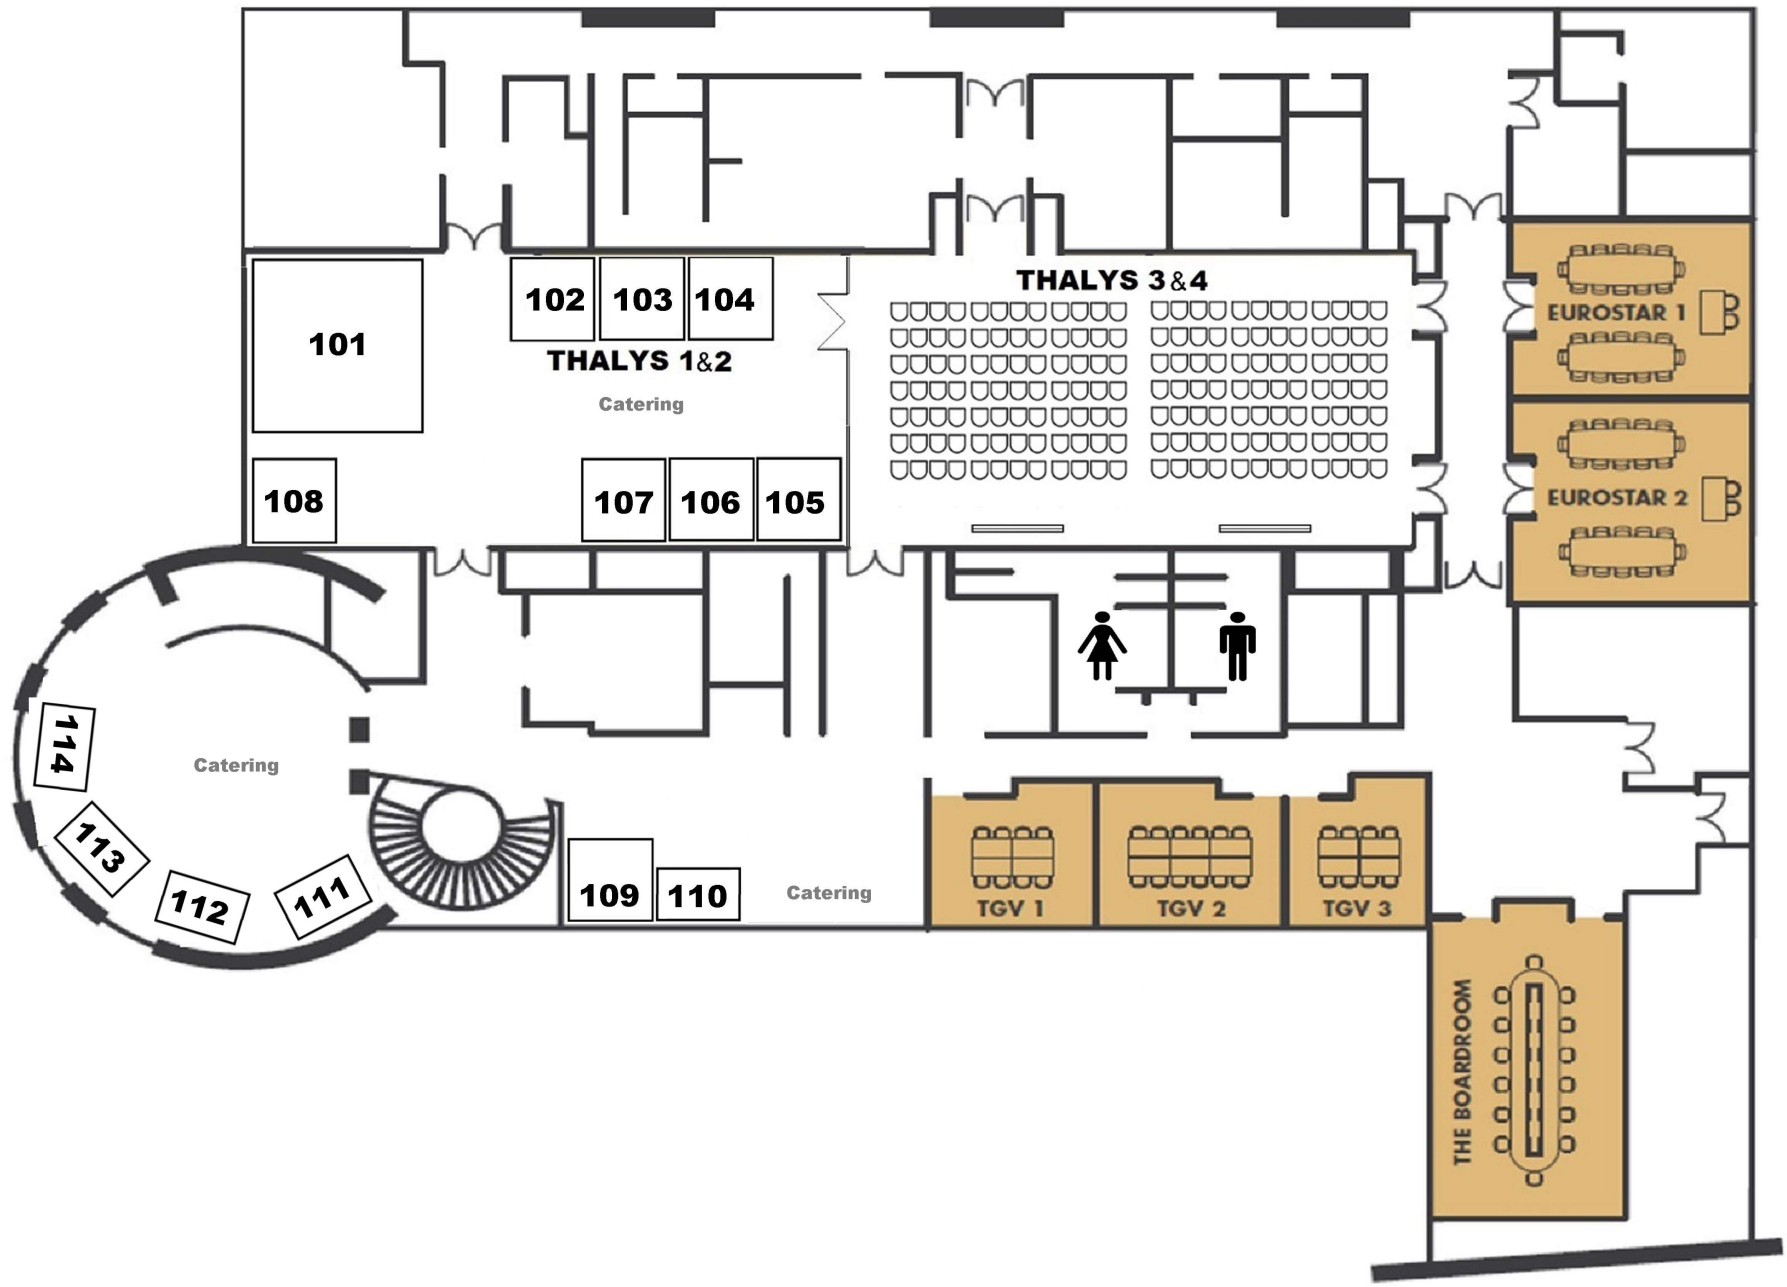 THALYS 3&4
102
103
104
101
THALYS 1&2
Catering
EUROSTAR 1
108
107
106
105
EUROSTAR 2
114
Catering
113
112
111
109
110
Catering
TGV 1
TGV 2
TGV 3
THE BOARDROOM